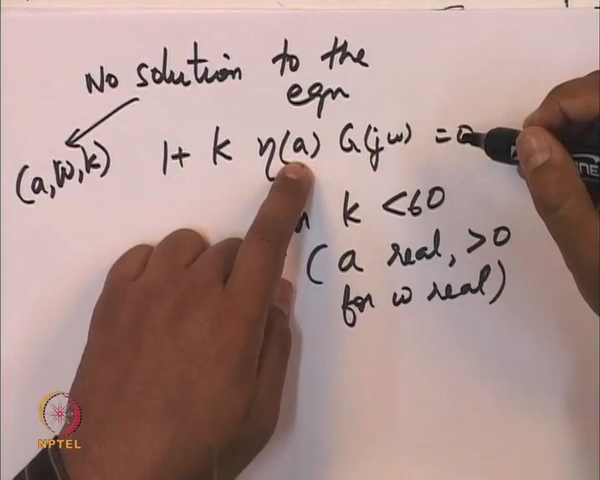 No solution to the
eqn
(a, ω, k) 1 + k η(a) G(jω) = 0
k < 60
(a real, > 0
for ω real)
NPTEL